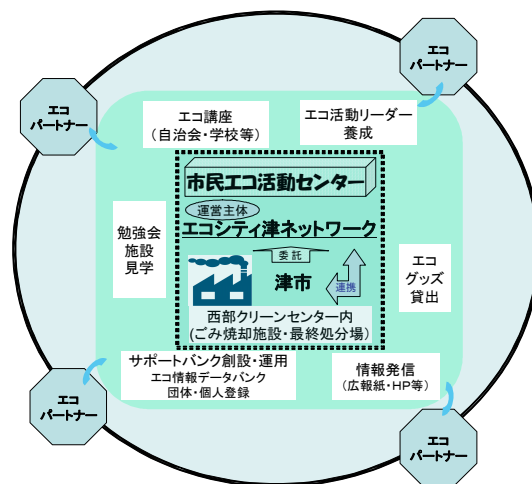 エコ
パートナー
エコ
パートナー
エコ講座
(自治会・学校等)
エコ活動リーダー
養成
市民エコ活動センター
運営主体
エコシティ津ネットワーク
勉強会
施設
見学
委託
津市
連携
エコ
グッズ
貸出
西部クリーンセンター内
(ごみ焼却施設・最終処分場)
サポートバンク創設・運用
エコ情報データバンク
団体・個人登録
情報発信
(広報紙・HP等)
エコ
パートナー
エコ
パートナー